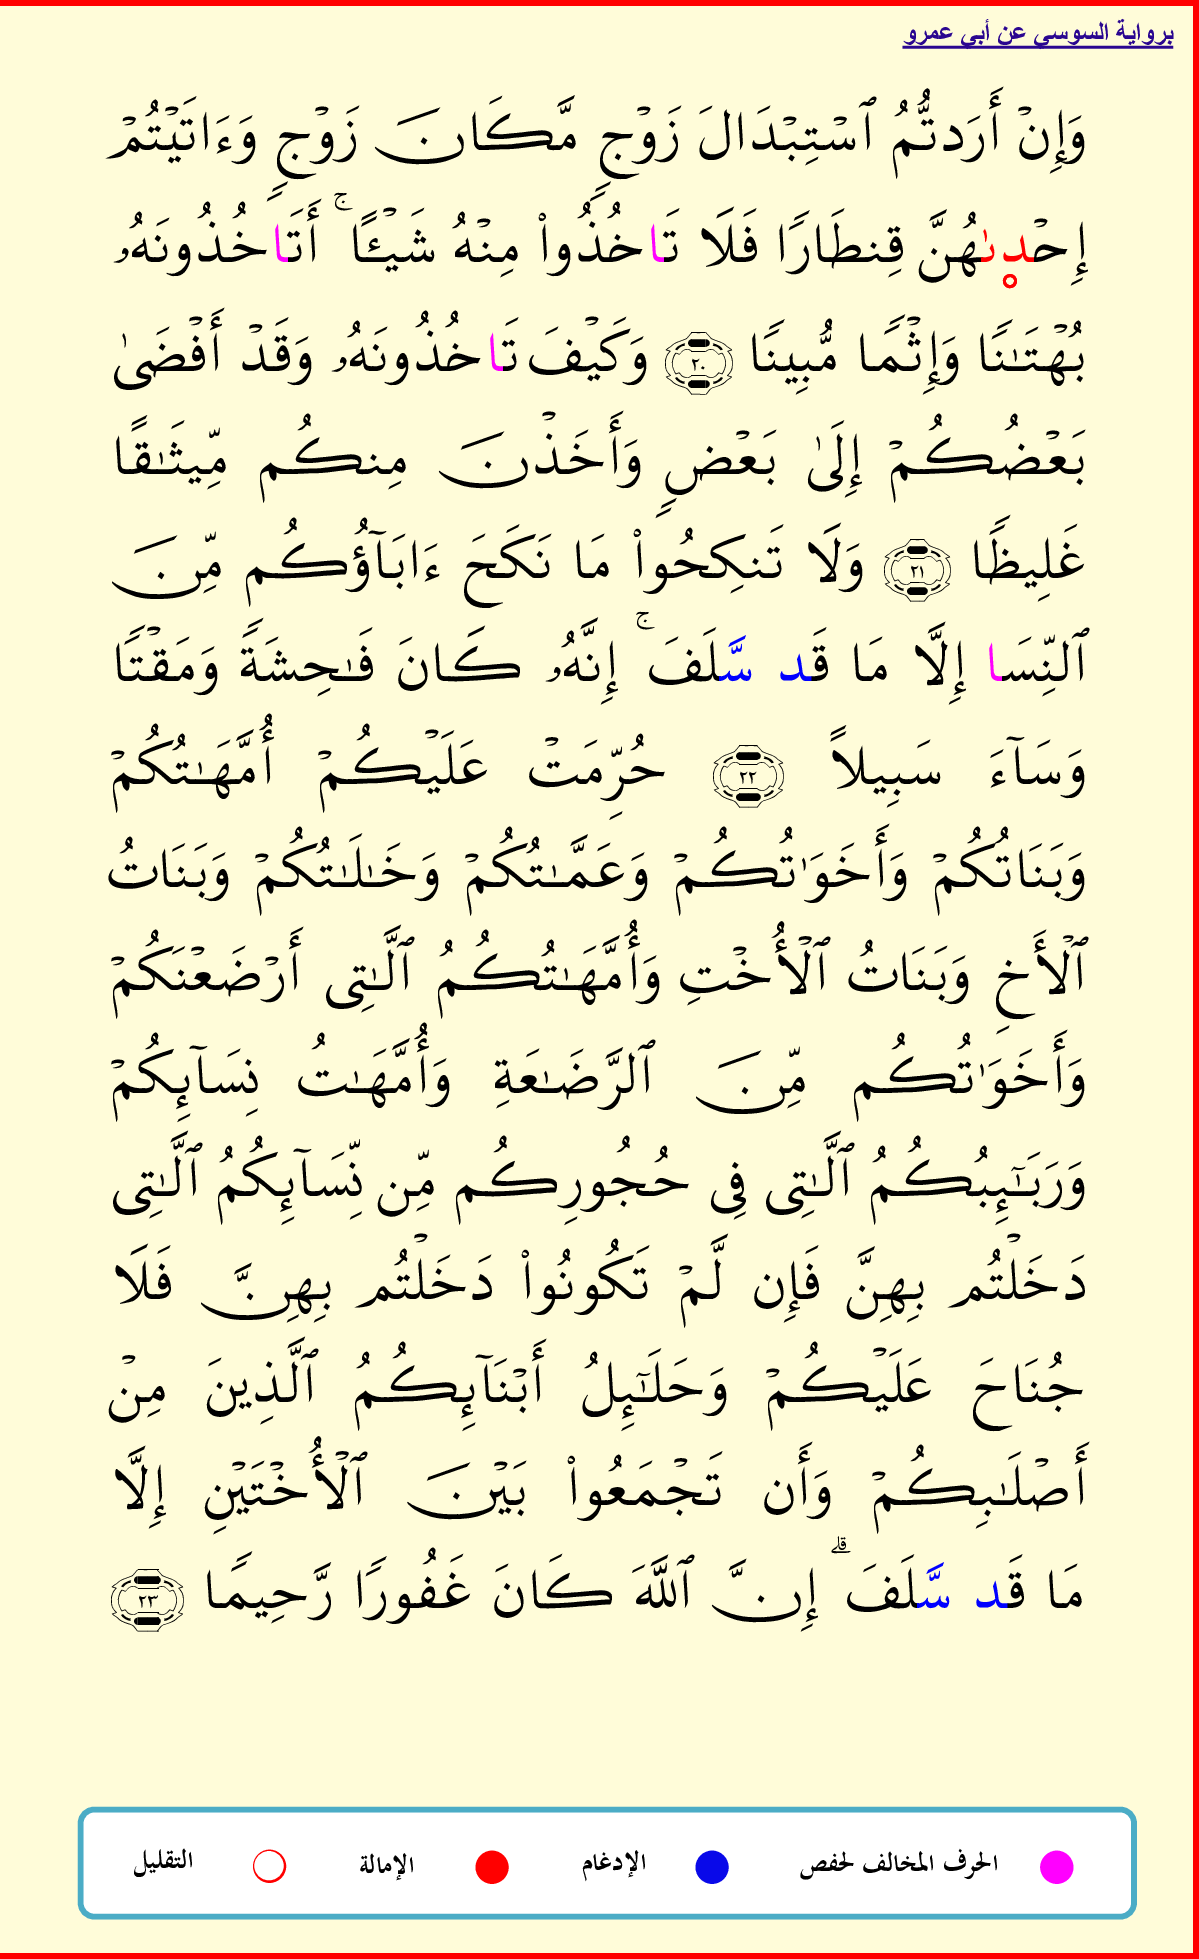 برواية السوسي عن أبي عمرو
وَإِنْ أَرَدتُّمُ ٱسْتِبْدَالَ زَوْجٍ مَّكَانَ زَوْجٍ وَءَاتَيْتُمْ
إِحْدىٰهُنَّ قِنطَارًا فَلَا تَاخُذُواْ مِنْهُ شَيْـًٔا ۚ أَتَاخُذُونَهُۥ
بُهْتَـٰنًا وَإِثْمًا مُّبِينًا ٢٠ وَكَيْفَ تَاخُذُونَهُۥ وَقَدْ أَفْضَىٰ
بَعْضُكُمْ إِلَىٰ بَعْضٍ وَأَخَذْنَ مِنكُم مِّيثَـٰقًا
غَلِيظًا ٢١ وَلَا تَنكِحُواْ مَا نَكَحَ ءَابَآؤُكُم مِّنَ
ٱلنِّسَا إِلَّا مَا قَد سَّلَفَ ۚ إِنَّهُۥ كَانَ فَـٰحِشَةً وَمَقْتًا
وَسَآءَ سَبِيلاً ٢٢ حُرِّمَتْ عَلَيْكُمْ أُمَّهَـٰتُكُمْ
وَبَنَاتُكُمْ وَأَخَوَٰتُكُمْ وَعَمَّـٰتُكُمْ وَخَـٰلَـٰتُكُمْ وَبَنَاتُ
ٱلْأَخِ وَبَنَاتُ ٱلْأُخْتِ وَأُمَّهَـٰتُكُمُ ٱلَّـٰتِى أَرْضَعْنَكُمْ
وَأَخَوَٰتُكُم مِّنَ ٱلرَّضَـٰعَةِ وَأُمَّهَـٰتُ نِسَآئِكُمْ
وَرَبَـٰٓئِبُكُمُ ٱلَّـٰتِى فِى حُجُورِكُم مِّن نِّسَآئِكُمُ ٱلَّـٰتِى
دَخَلْتُم بِهِنَّ فَإِن لَّمْ تَكُونُواْ دَخَلْتُم بِهِنَّ فَلَا
جُنَاحَ عَلَيْكُمْ وَحَلَـٰٓئِلُ أَبْنَآئِكُمُ ٱلَّذِينَ مِنْ
أَصْلَـٰبِكُمْ وَأَن تَجْمَعُواْ بَيْنَ ٱلْأُخْتَيْنِ إِلَّا
مَا قَد سَّلَفَ ۗ إِنَّ ٱللَّهَ كَانَ غَفُورًا رَّحِيمًا ٢٣
الحرف المخالف لحفص الإدغام الإمالة التقليل